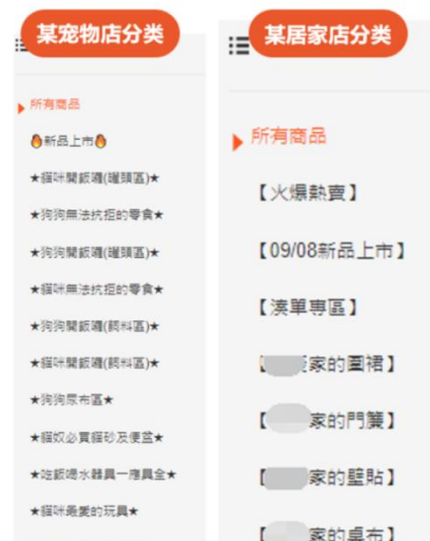 某宠物店分类
所有商品
新品上市
★貓咪開飯囉(罐頭區)★
★狗狗無法抗拒的零食★
★狗狗開飯囉(罐頭區)★
★貓咪無法抗拒的零食★
★狗狗開飯囉(飼料區)★
★貓咪開飯囉(飼料區)★
★狗狗尿布區★
★貓奴必買貓砂及便盆★
★吃飯喝水器具一應具全★
★貓咪最愛的玩具★
某居家店分类
所有商品
【火爆熱賣】
【09/08新品上市】
【湊單専區】
家的圍裙】
家的門簾】
家的壁貼】
家的桌布】